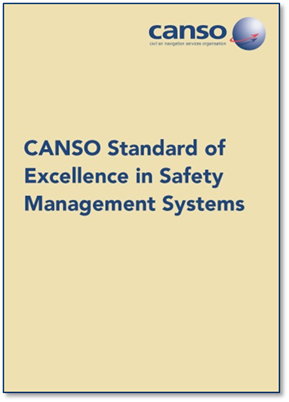 canso
civil air navigation services organisation
CANSO Standard of
Excellence in Safety
Management Systems